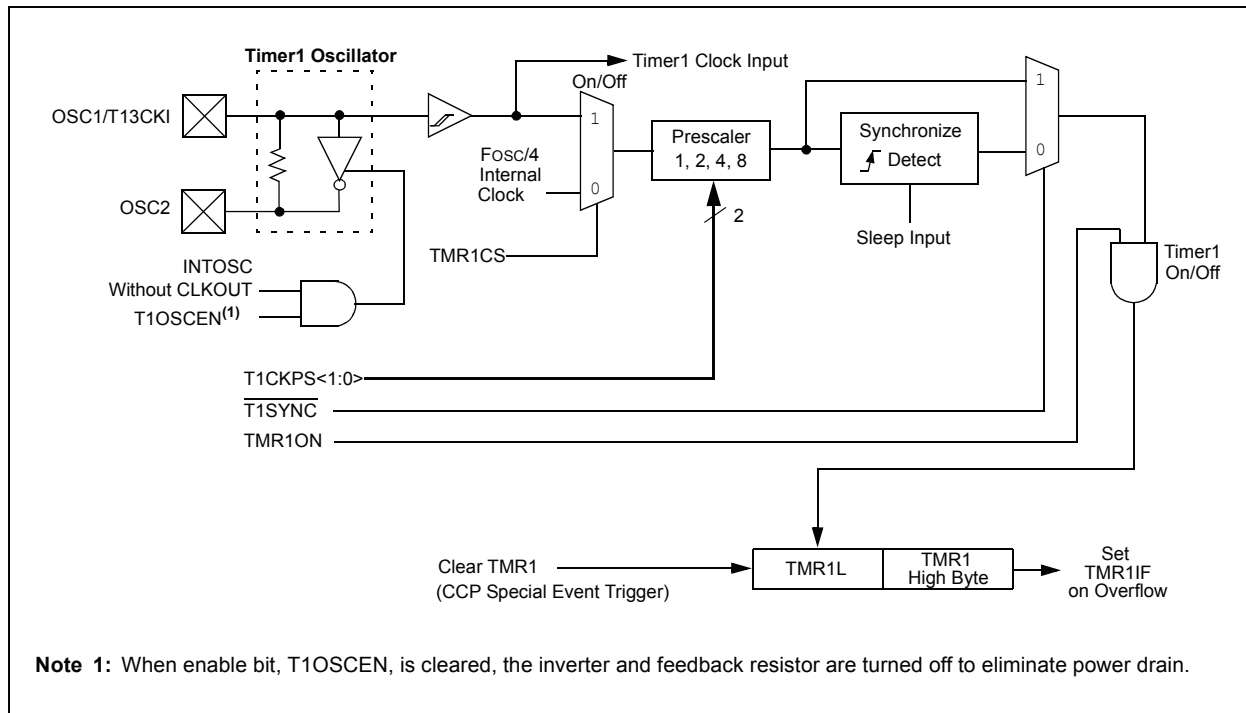 Timer1 Oscillator
Timer1 Clock Input
On/Off
OSC1/T13CKI
1
1
Prescaler
1, 2, 4, 8
Synchronize
Detect
FOSC/4
Internal
Clock
0
0
OSC2
2
Sleep Input
TMR1CS
Timer1
On/Off
INTOSC
Without CLKOUT
T1OSCEN(1)
T1CKPS<1:0>
T1SYNC
TMR1ON
Clear TMR1
(CCP Special Event Trigger)
TMR1L
TMR1
High Byte
Set
TMR1IF
on Overflow
Note 1: When enable bit, T1OSCEN, is cleared, the inverter and feedback resistor are turned off to eliminate power drain.